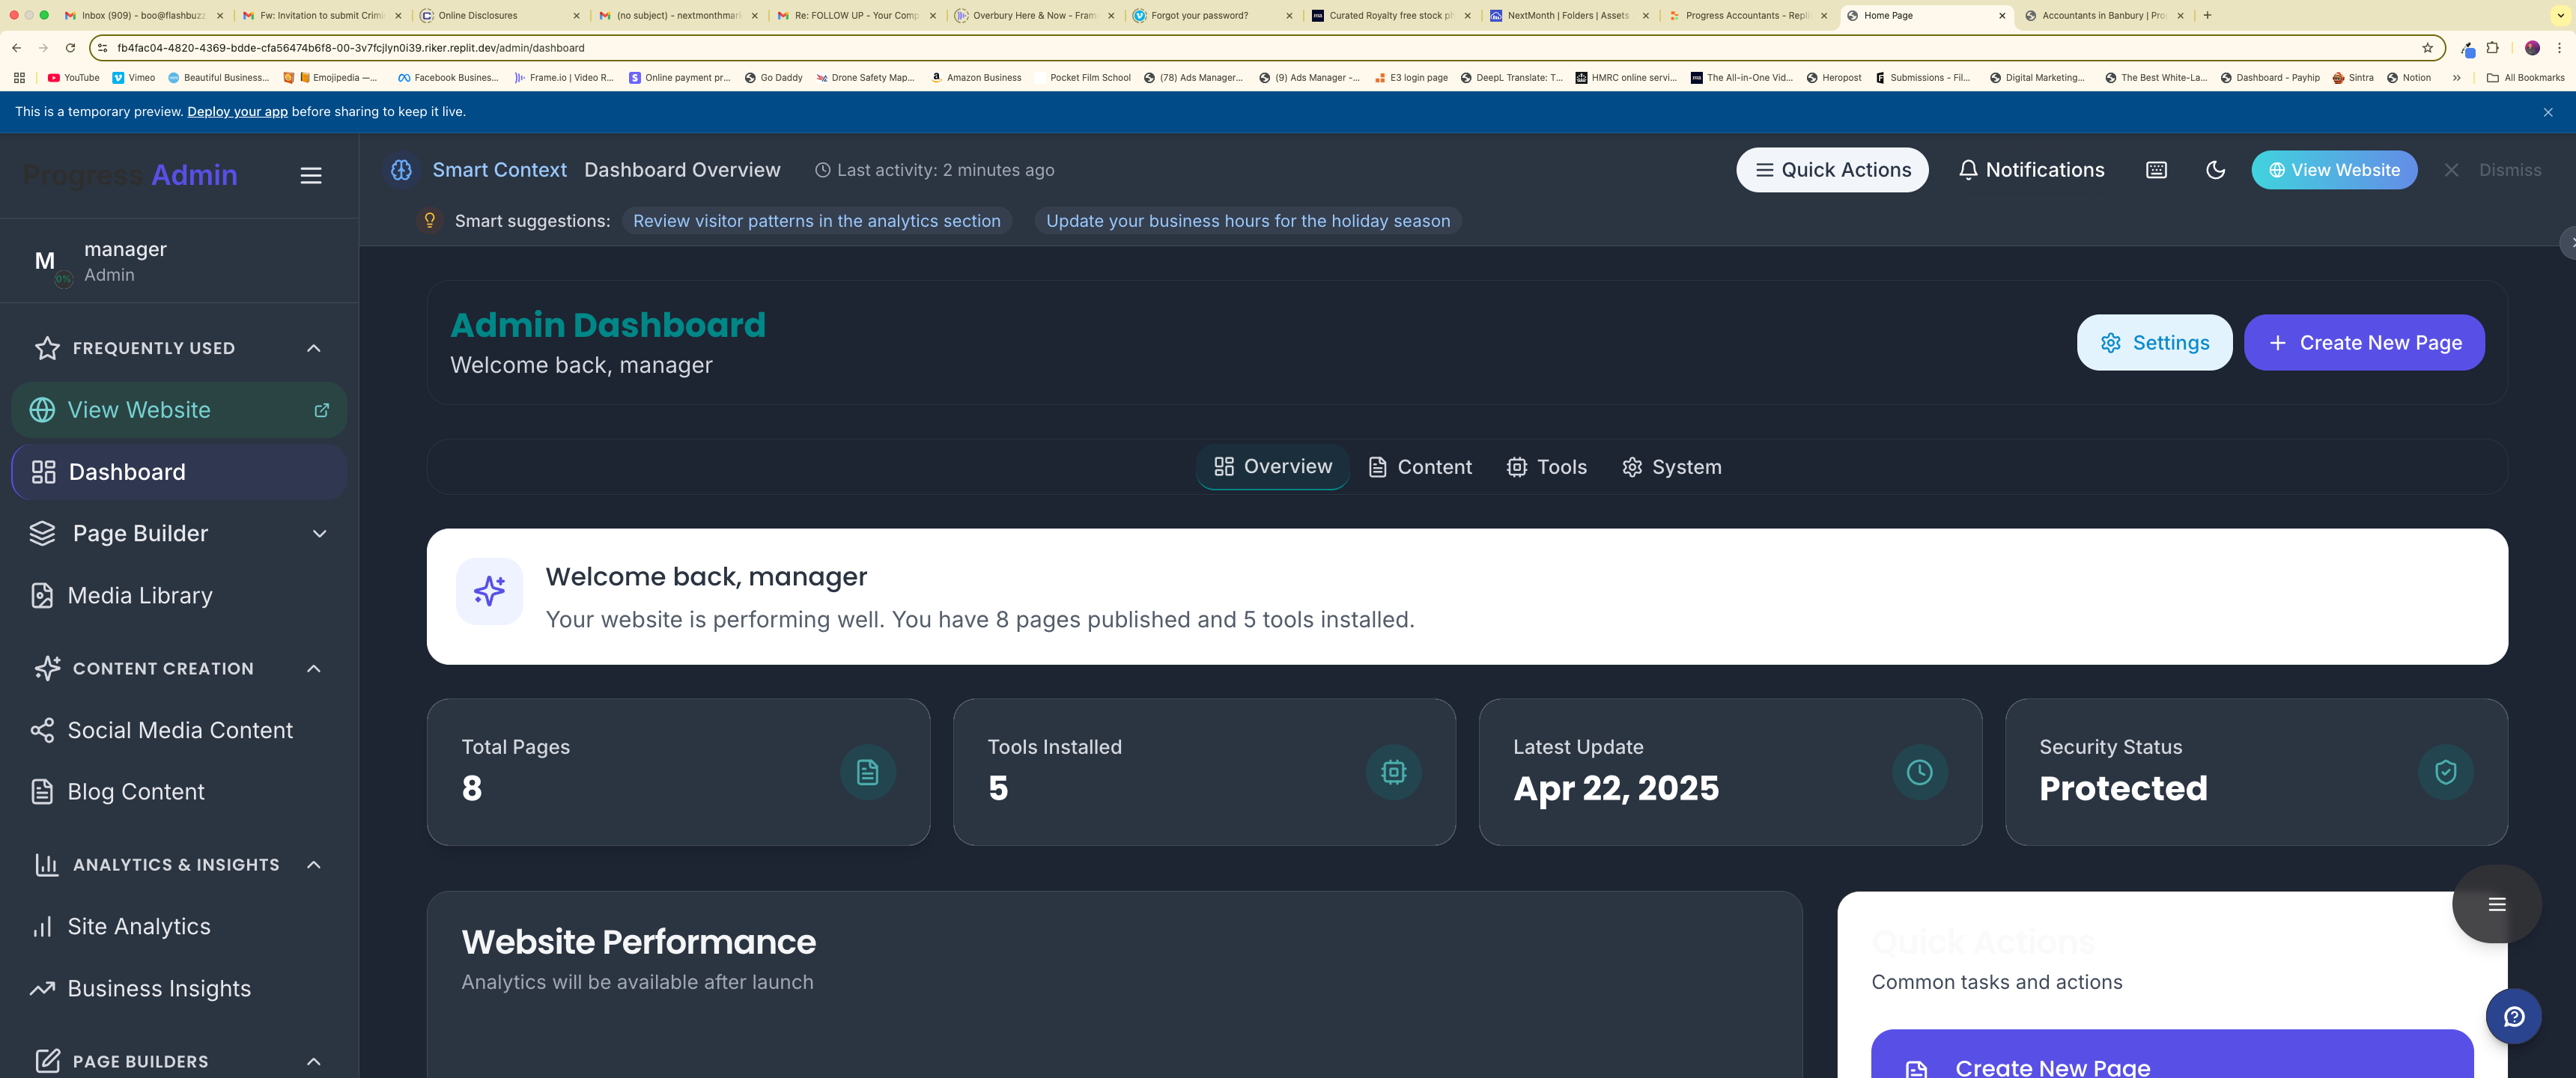 Inbox (909) - boo@flashbuzz
Fw: Invitation to submit Crimi
Online Disclosures
(no subject) - nextmonthmar
Re: FOLLOW UP - Your Comp
Overbury Here & Now - Fram
Forgot your password?
Curated Royalty free stock ph
NextMonth | Folders | Assets
Progress Accountants - Repli
Home Page
Accountants in Banbury | Pro
fb4fac04-4820-4369-bdde-cfa56474b6f8-00-3v7fcjlyn0i39.riker.replit.dev/admin/dashboard
YouTube
Vimeo
Beautiful Business...
Emojipedia —...
Facebook Busines...
Frame.io | Video R...
Online payment pr...
Go Daddy
Drone Safety Map...
Amazon Business
Pocket Film School
(78) Ads Manager...
(9) Ads Manager -...
E3 login page
DeepL Translate: T...
HMRC online servi...
The All-in-One Vid...
Heropost
Submissions - Fil...
Digital Marketing...
The Best White-La...
Dashboard - Payhip
Sintra
Notion
All Bookmarks
This is a temporary preview. Deploy your app before sharing to keep it live.
Progress Admin
Smart Context
Dashboard Overview
Last activity: 2 minutes ago
Quick Actions
Notifications
View Website
Dismiss
Smart suggestions:
Review visitor patterns in the analytics section
Update your business hours for the holiday season
M
0%
manager
Admin
FREQUENTLY USED
View Website
Dashboard
Page Builder
Media Library
CONTENT CREATION
Social Media Content
Blog Content
ANALYTICS & INSIGHTS
Site Analytics
Business Insights
PAGE BUILDERS
Admin Dashboard
Welcome back, manager
Settings
Create New Page
Overview
Content
Tools
System
Welcome back, manager
Your website is performing well. You have 8 pages published and 5 tools installed.
Total Pages
8
Tools Installed
5
Latest Update
Apr 22, 2025
Security Status
Protected
Website Performance
Analytics will be available after launch
Quick Actions
Common tasks and actions
Create New Page